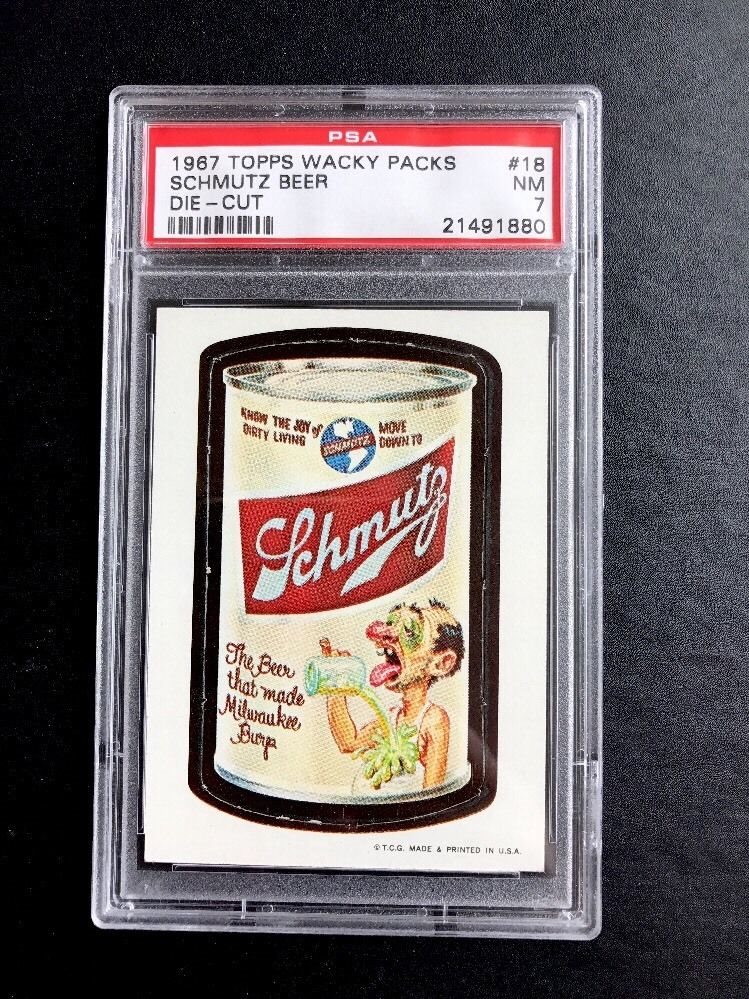 PSA
1967 TOPPS WACKY PACKS #18
SCHMUTZ BEER NM
DIE-CUT 7
21491880
KNOW THE JOY of
DIRTY LIVING
SCHMUTZ
MOVE
DOWN TO
Schmutz
The Beer
that made
Milwaukee
Burp
© T.C.G. MADE & PRINTED IN U.S.A.